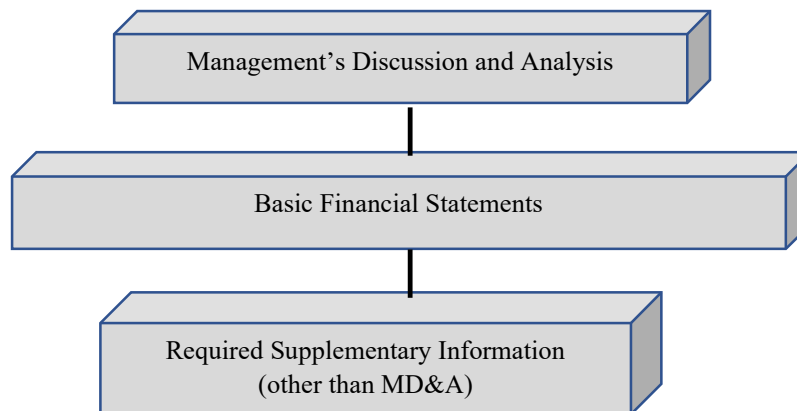 Management’s Discussion and Analysis
Basic Financial Statements
Required Supplementary Information
(other than MD&A)